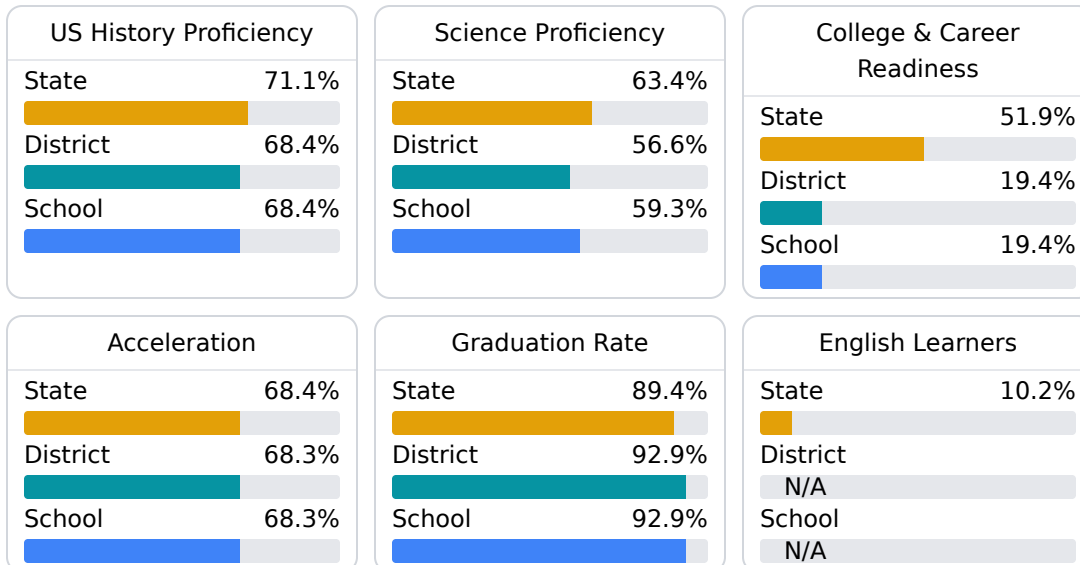 US History Proficiency
State 71.1%
District 68.4%
School 68.4%
Science Proficiency
State 63.4%
District 56.6%
School 59.3%
College & Career
Readiness
State 51.9%
District 19.4%
School 19.4%
Acceleration
State 68.4%
District 68.3%
School 68.3%
Graduation Rate
State 89.4%
District 92.9%
School 92.9%
English Learners
State 10.2%
District
N/A
School
N/A